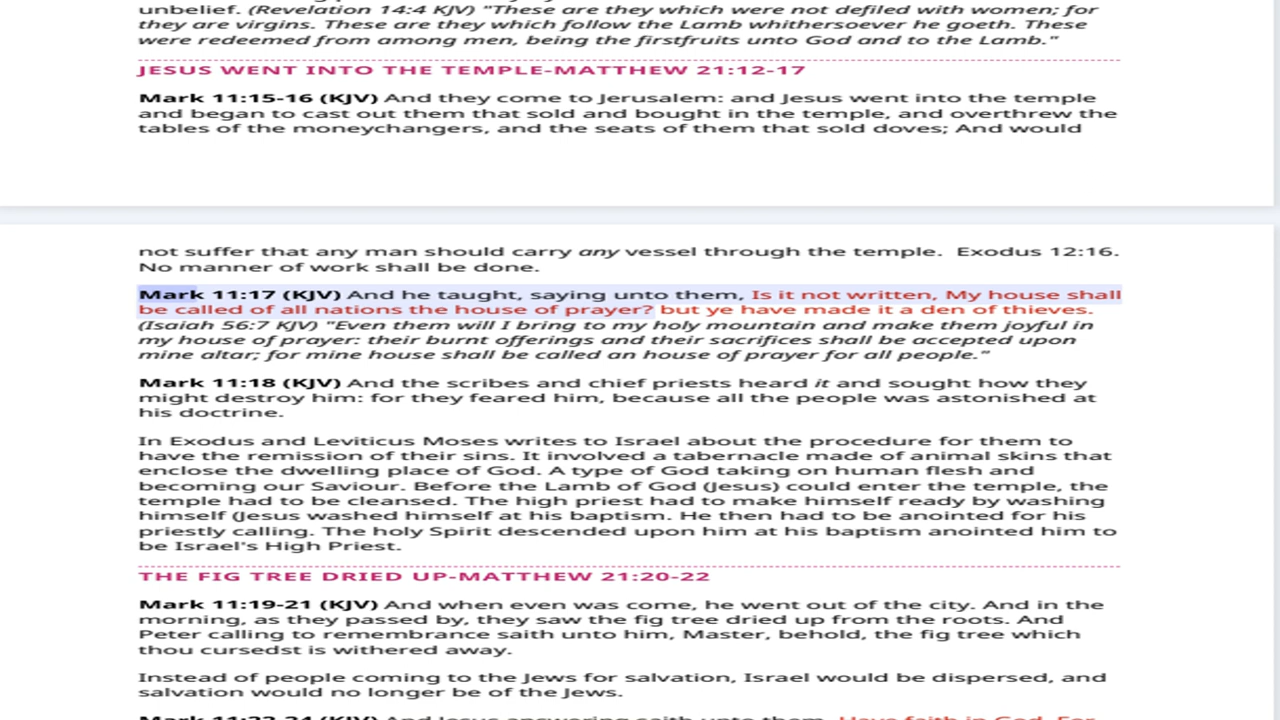 unbelief. (Revelation 14:4 KJV) "These are they which were not defiled with women; for
they are virgins. These are they which follow the Lamb whithersoever he goeth. These
were redeemed from among men, being the firstfruits unto God and to the Lamb."
JESUS WENT INTO THE TEMPLE-MATTHEW 21:12-17
Mark 11:15-16 (KJV) And they come to Jerusalem: and Jesus went into the temple
and began to cast out them that sold and bought in the temple, and overthrew the
tables of the moneychangers, and the seats of them that sold doves; And would
not suffer that any man should carry any vessel through the temple. Exodus 12:16.
No manner of work shall be done.
Mark 11:17 (KJV) And he taught, saying unto them, Is it not written, My house shall
be called of all nations the house of prayer? but ye have made it a den of thieves.
(Isaiah 56:7 KJV) "Even them will I bring to my holy mountain and make them joyful in
my house of prayer: their burnt offerings and their sacrifices shall be accepted upon
mine altar; for mine house shall be called an house of prayer for all people."
Mark 11:18 (KJV) And the scribes and chief priests heard it and sought how they
might destroy him: for they feared him, because all the people was astonished at
his doctrine.
In Exodus and Leviticus Moses writes to Israel about the procedure for them to
have the remission of their sins. It involved a tabernacle made of animal skins that
enclose the dwelling place of God. A type of God taking on human flesh and
becoming our Saviour. Before the Lamb of God (Jesus) could enter the temple, the
temple had to be cleansed. The high priest had to make himself ready by washing
himself (Jesus washed himself at his baptism. He then had to be anointed for his
priestly calling. The holy Spirit descended upon him at his baptism anointed him to
be Israel's High Priest.
THE FIG TREE DRIED UP-MATTHEW 21:20-22
Mark 11:19-21 (KJV) And when even was come, he went out of the city. And in the
morning, as they passed by, they saw the fig tree dried up from the roots. And
Peter calling to remembrance saith unto him, Master, behold, the fig tree which
thou cursedst is withered away.
Instead of people coming to the Jews for salvation, Israel would be dispersed, and
salvation would no longer be of the Jews.
Mark 11:22-24 (KJV) And Jesus answering saith unto them, Have faith in God. For